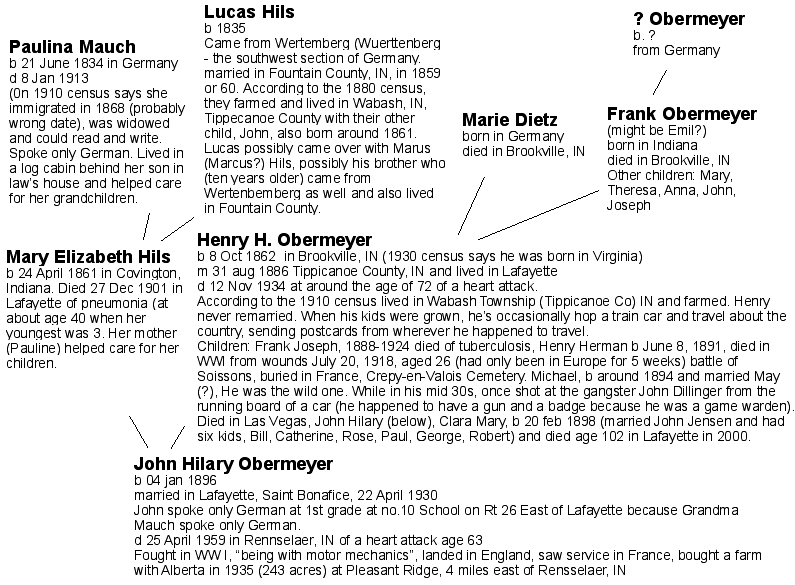 Paulina Mauch
b 21 June 1834 in Germany
d 8 Jan 1913
(On 1910 census says she
immigrated in 1868 (probably
wrong date), was widowed
and could read and write.
Spoke only German. Lived in
a log cabin behind her son in
law's house and helped care
for her grandchildren.
Lucas Hils
b 1835
Came from Wertemberg (Wuerttenberg
- the southwest section of Germany.
married in Fountain County, IN, in 1859
or 60. According to the 1880 census,
they farmed and lived in Wabash, IN,
Tippecanoe County with their other
child, John, also born around 1861.
Lucas possibly came over with Marus
(Marcus?) Hils, possibly his brother who
(ten years older) came from
Wertenbemberg as well and also lived
in Fountain County.
Marie Dietz
born in Germany
died in Brookville, IN
? Obermeyer
b. ?
from Germany
Frank Obermeyer
(might be Emil?)
born in Indiana
died in Brookville, IN
Other children: Mary,
Theresa, Anna, John,
Joseph
Mary Elizabeth Hils
b 24 April 1861 in Covington,
Indiana. Died 27 Dec 1901 in
Lafayette of pneumonia (at
about age 40 when her
youngest was 3. Her mother
(Pauline) helped care for her
children.
Henry H. Obermeyer
b 8 Oct 1862 in Brookville, IN (1930 census says he was born in Virginia)
m 31 aug 1886 Tippicanoe County, IN and lived in Lafayette
d 12 Nov 1934 at around the age of 72 of a heart attack.
According to the 1910 census lived in Wabash Township (Tippicanoe Co) IN and farmed. Henry
never remarried. When his kids were grown, he's occasionally hop a train car and travel about the
country, sending postcards from wherever he happened to travel.
Children: Frank Joseph, 1888-1924 died of tuberculosis, Henry Herman b June 8, 1891, died in
WWI from wounds July 20, 1918, aged 26 (had only been in Europe for 5 weeks) battle of
Soissons, buried in France, Crepy-en-Valois Cemetery. Michael, b around 1894 and married May
(?), He was the wild one. While in his mid 30s, once shot at the gangster John Dillinger from the
running board of a car (he happened to have a gun and a badge because he was a game warden).
Died in Las Vegas, John Hilary (below), Clara Mary, b 20 feb 1898 (married John Jensen and had
six kids, Bill, Catherine, Rose, Paul, George, Robert) and died age 102 in Lafayette in 2000.
John Hilary Obermeyer
b 04 jan 1896
married in Lafayette, Saint Bonafice, 22 April 1930
John spoke only German at 1st grade at no.10 School on Rt 26 East of Lafayette because Grandma
Mauch spoke only German.
d 25 April 1959 in Rennselaer, IN of a heart attack age 63
Fought in WW I, "being with motor mechanics", landed in England, saw service in France, bought a farm
with Alberta in 1935 (243 acres) at Pleasant Ridge, 4 miles east of Rensselaer, IN